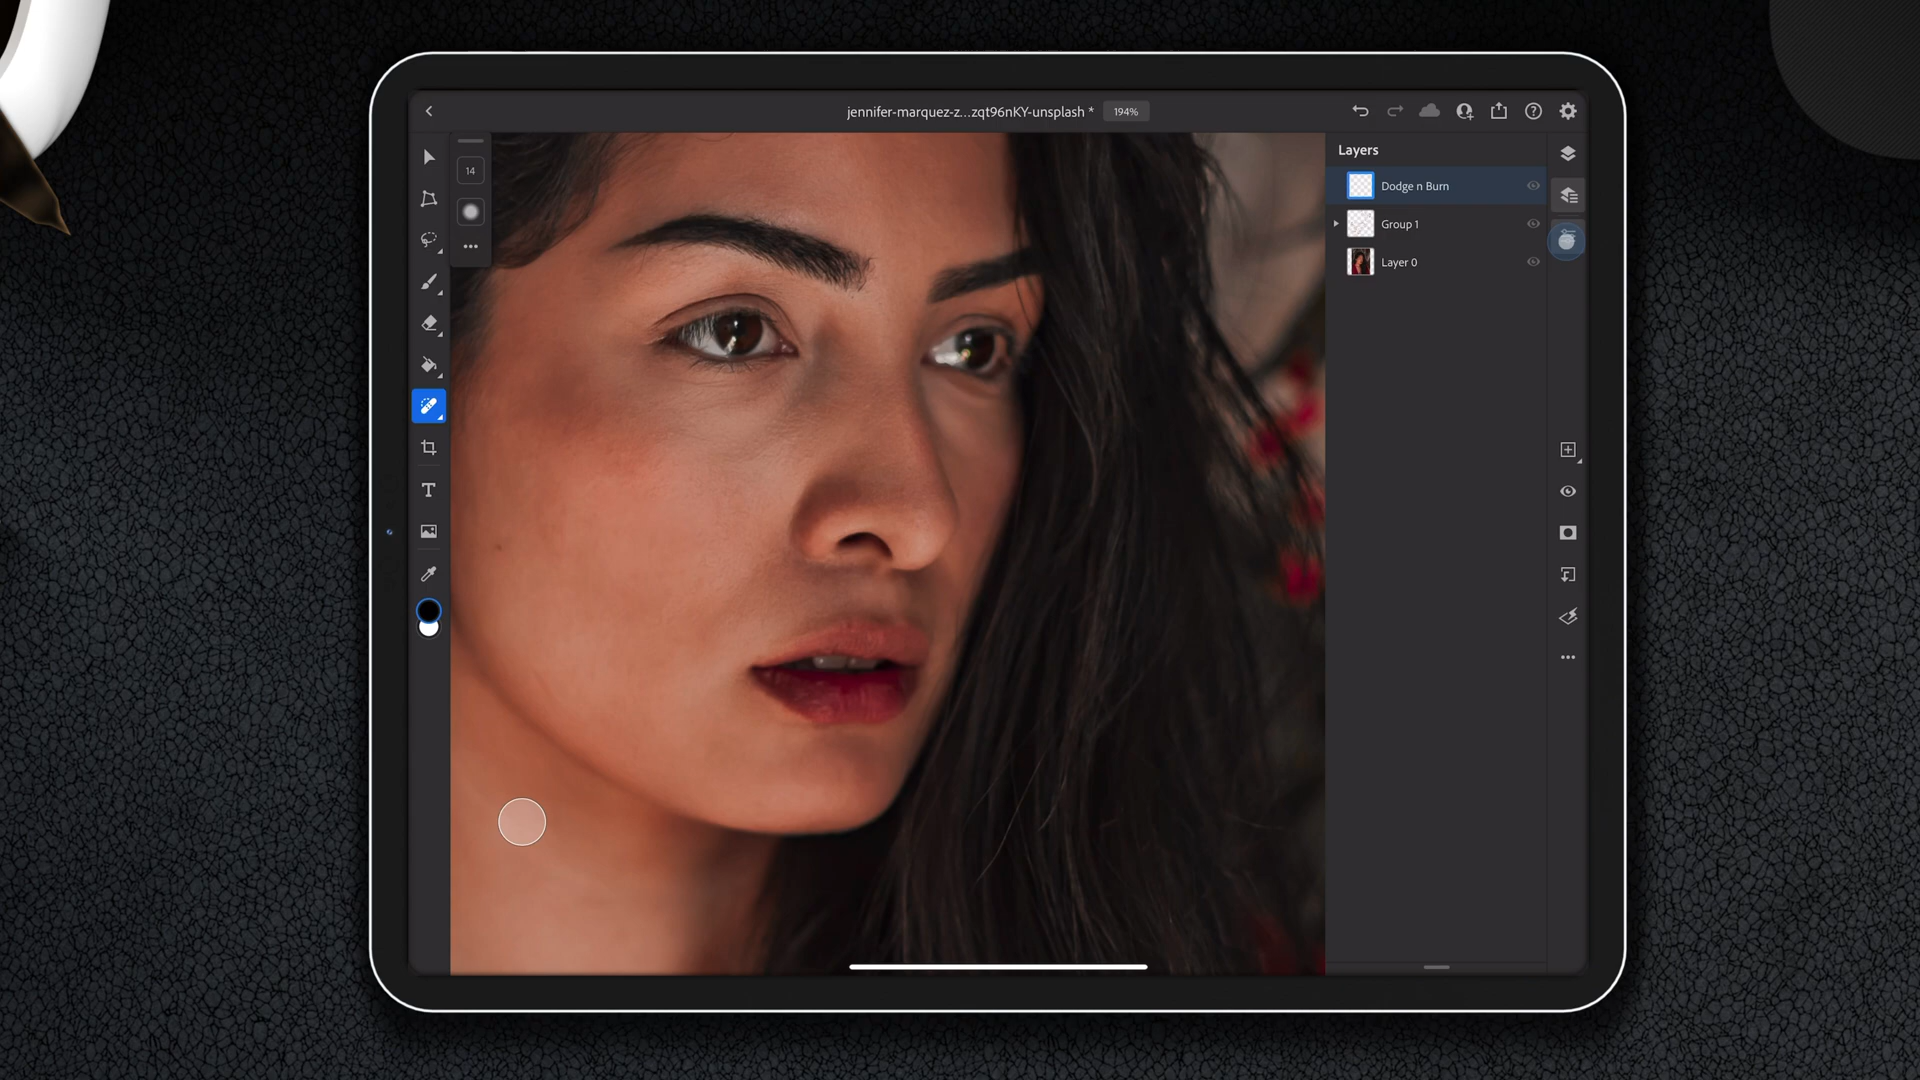 jennifer-marquez-z...zqt96nKY-unsplash *
194%
Layers
14
Dodge n Burn
Group 1
Layer 0